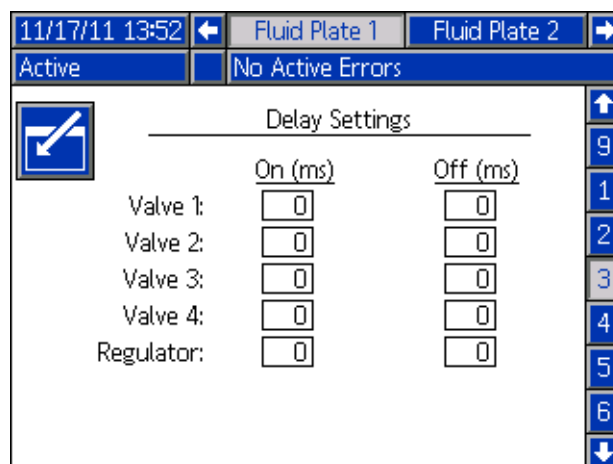 11/17/11 13:52 Fluid Plate 1 Fluid Plate 2
Active No Active Errors
Delay Settings
On (ms) Off (ms)
Valve 1: 0 0
Valve 2: 0 0
Valve 3: 0 0
Valve 4: 0 0
Regulator: 0 0
9
1
2
3
4
5
6